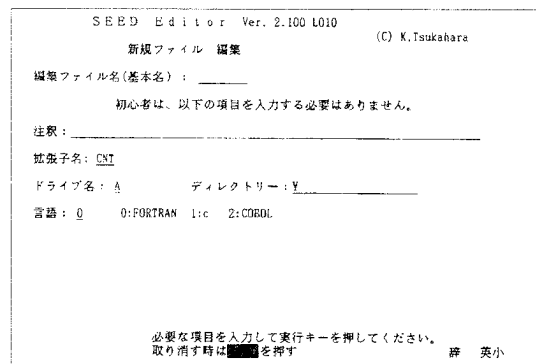 SEED Editor Ver. 2.100 L010
(C) K.Tsukahara
新規ファイル 編集
編集ファイル名(基本名) : ______
初心者は、以下の項目を入力する必要はありません。
注釈:
拡張子名: CNT
ドライブ名: A ディレクトリー:¥
言語: 0 0:FORTRAN 1:c 2:COBOL
必要な項目を入力して実行キーを押してください。
取り消す時は を押す 辞 英小